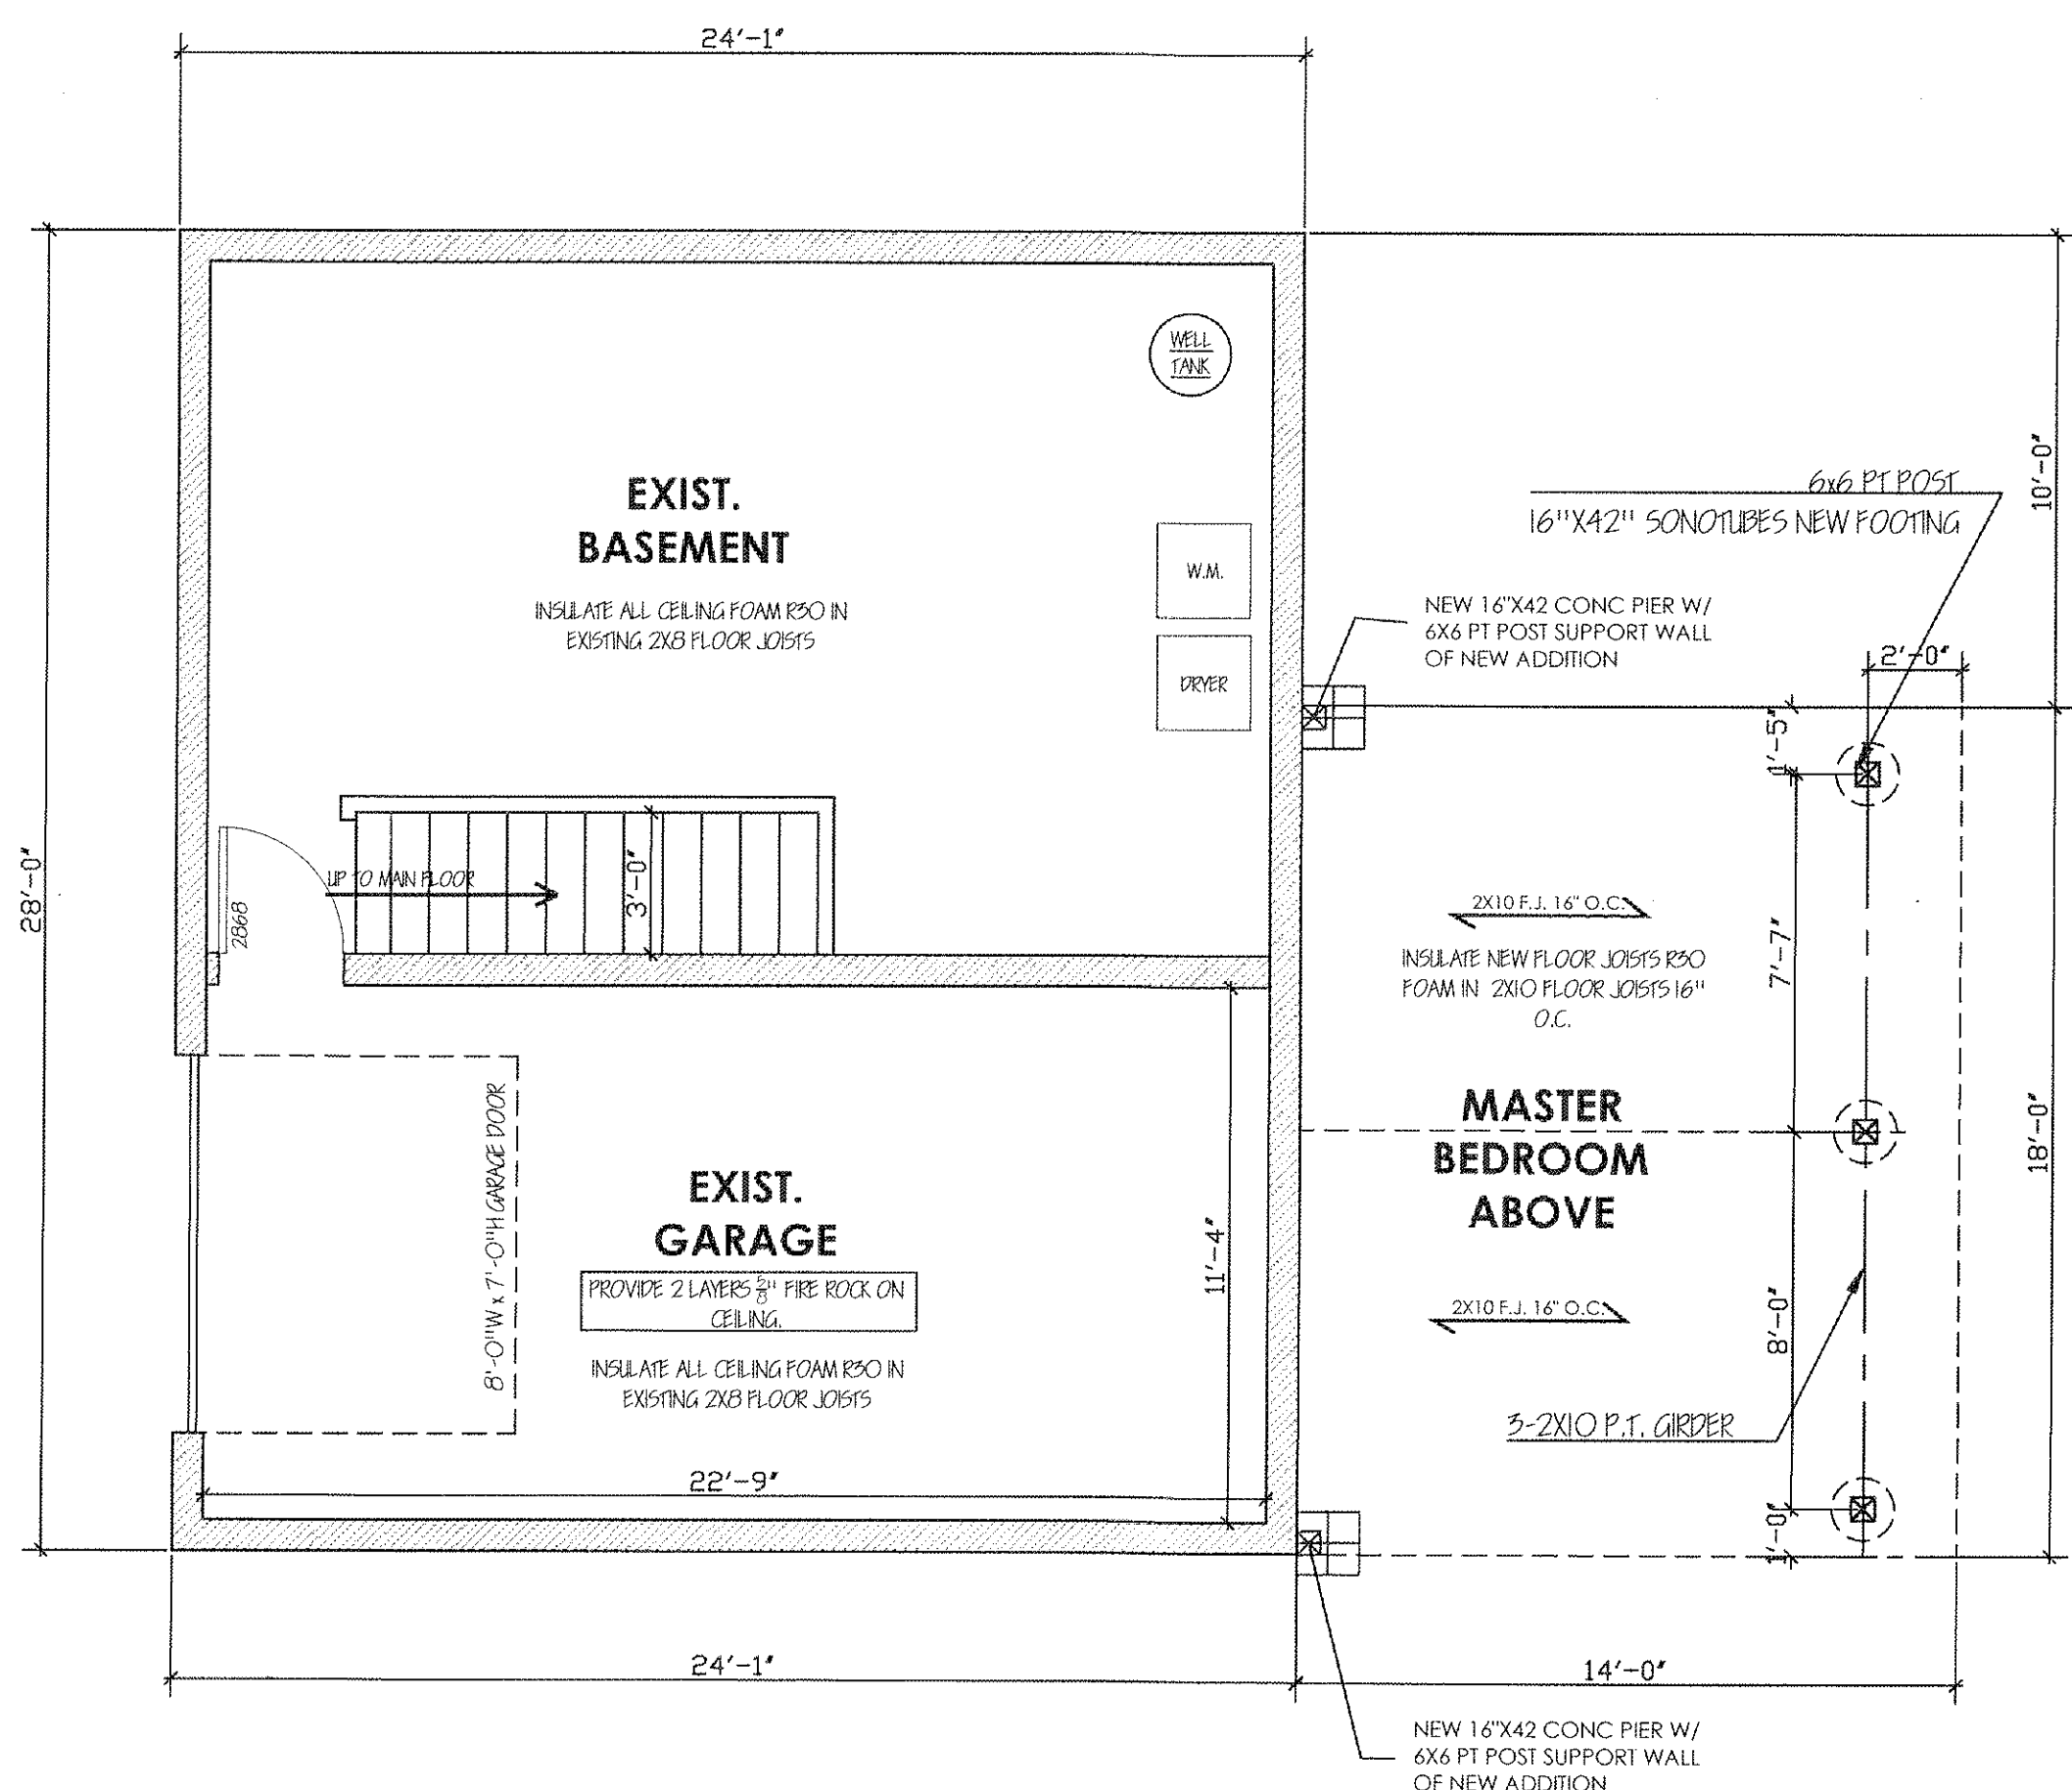 24'-1"
WELL
TANK
EXIST.
BASEMENT
INSULATE ALL CEILING FOAM R30 IN
EXISTING 2X8 FLOOR JOISTS
W.M.
DRYER
10'-0"
6x6 PT POST
16"X42" SONOTUBES NEW FOOTING
NEW 16"X42 CONC PIER W/
6X6 PT POST SUPPORT WALL
OF NEW ADDITION
2'-0"
1'-5"
28'-0"
UP TO MAIN FLOOR
3'-0"
2868
2X10 F.J. 16" O.C.
INSULATE NEW FLOOR JOISTS R30
FOAM IN 2X10 FLOOR JOISTS 16"
O.C.
7'-7"
MASTER
BEDROOM
ABOVE
18'-0"
8'-0"W x 7'-0"H GARAGE DOOR
EXIST.
GARAGE
PROVIDE 2 LAYERS 5/8" FIRE ROCK ON
CEILING.
INSULATE ALL CEILING FOAM R30 IN
EXISTING 2X8 FLOOR JOISTS
11'-4"
2X10 F.J. 16" O.C.
8'-0"
3-2X10 P.T. GIRDER
22'-9"
1'-0"
24'-1"
14'-0"
NEW 16"X42 CONC PIER W/
6X6 PT POST SUPPORT WALL
OF NEW ADDITION